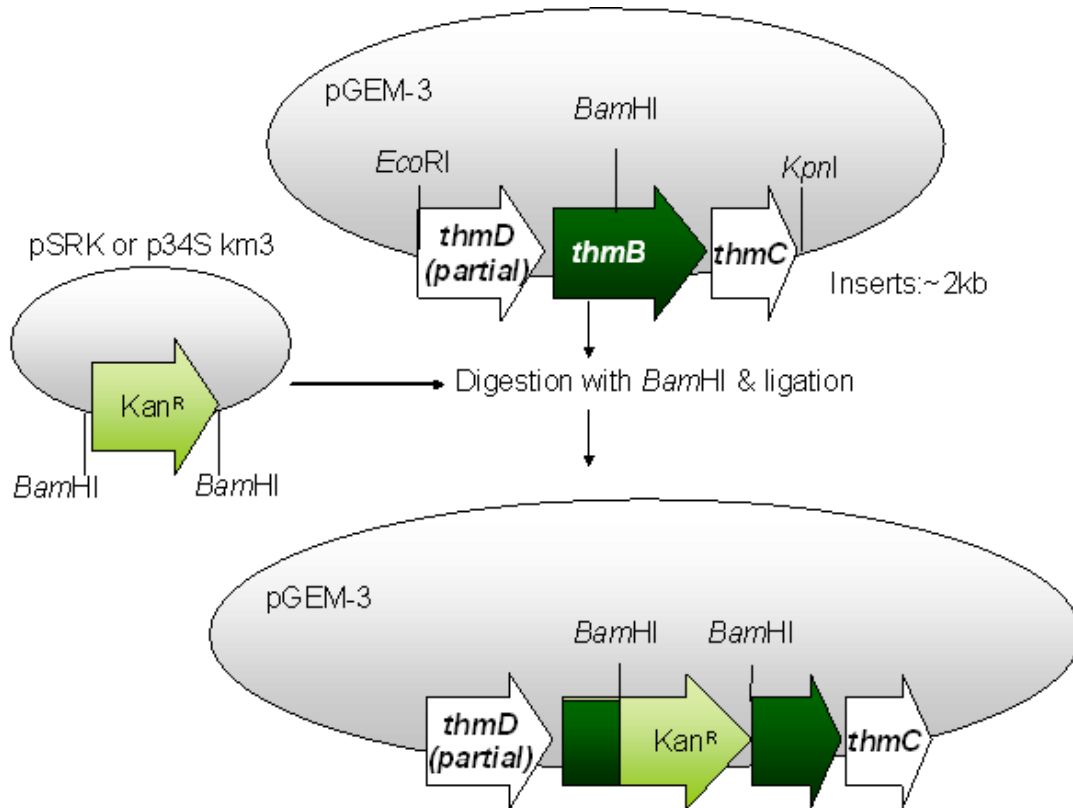 pGEM-3
BamHI
EcoRI
KpnI
thmD
(partial)
thmB
thmC
Inserts:~2kb
pSRK or p34S km3
Kanᴿ
BamHI
BamHI
Digestion with BamHI & ligation
pGEM-3
BamHI
BamHI
thmD
(partial)
Kanᴿ
thmC